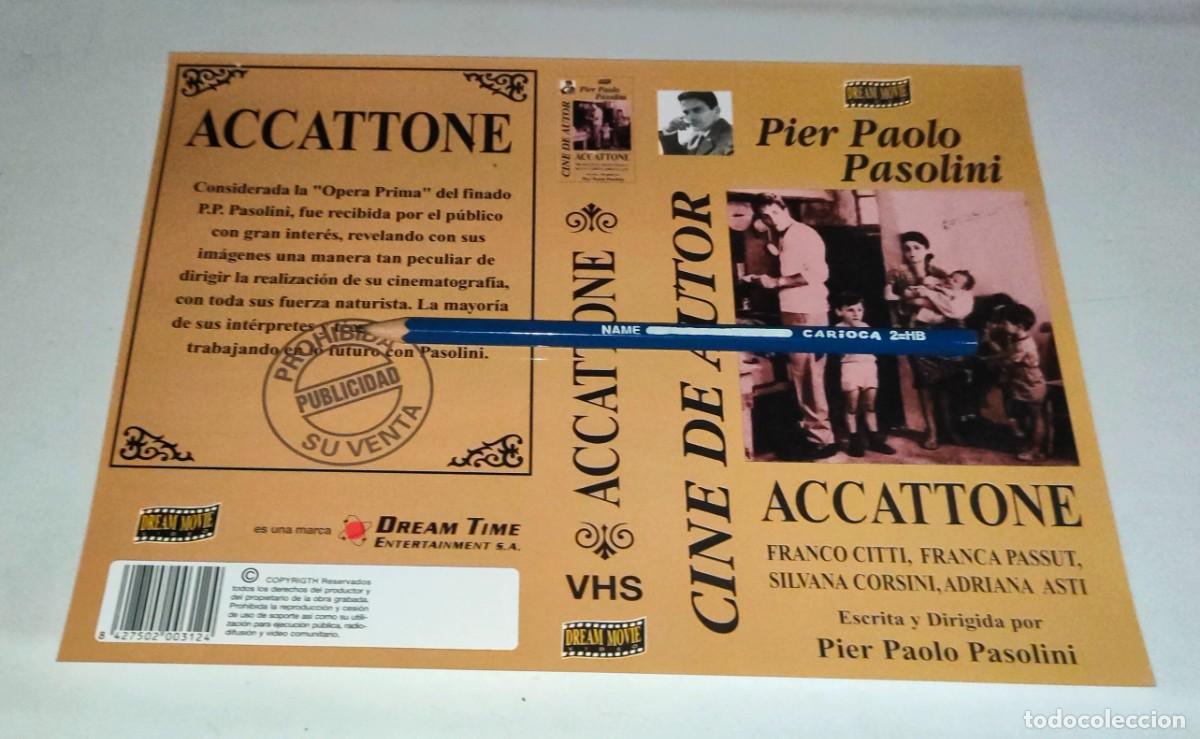 ACCATTONE
Considerada la "Opera Prima" del finado
P.P. Pasolini, fue recibida por el público
con gran interés, revelando con sus
imágenes una manera tan peculiar de
dirigir la realización de su cinematografía,
con toda sus fuerza naturista. La mayoría
de sus intérpretes
trabajando en lo futuro con Pasolini.
PROHIBIDA
PUBLICIDAD
SU VENTA
DREAM MOVIE
es una marca
DREAM TIME
ENTERTAINMENT S.A.
© COPYRIGTH Reservados
todos los derechos del productor y
del propietario de la obra grabada.
Prohibida la reproducción y cesión
de uso de soporte así como su utili-
zación para ejecución pública, radio-
difusión y video comunitario.
8 427502 003124
Pier Paolo
Pasolini
CINE DE AUTOR
ACCATTONE
ACCATTONE
VHS
DREAM MOVIE
NAME
CARIOCA 2=HB
CINE DE AUTOR
DREAM MOVIE
Pier Paolo
Pasolini
ACCATTONE
FRANCO CITTI, FRANCA PASSUT,
SILVANA CORSINI, ADRIANA ASTI
Escrita y Dirigida por
Pier Paolo Pasolini
todocoleccion